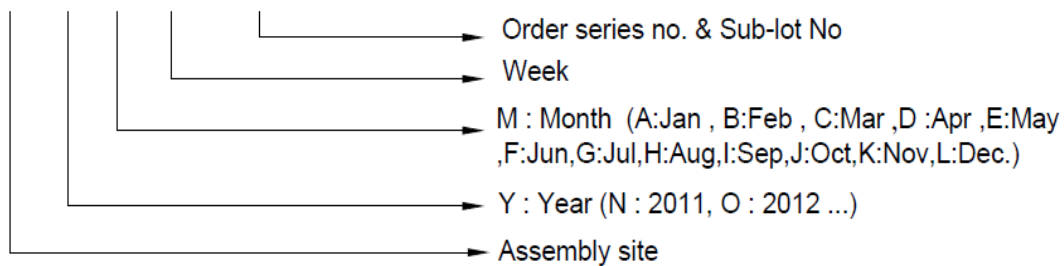 Order series no. & Sub-lot No
Week
M : Month (A:Jan , B:Feb , C:Mar ,D :Apr ,E:May
,F:Jun,G:Jul,H:Aug,I:Sep,J:Oct,K:Nov,L:Dec.)
Y : Year (N : 2011, O : 2012 ...)
Assembly site